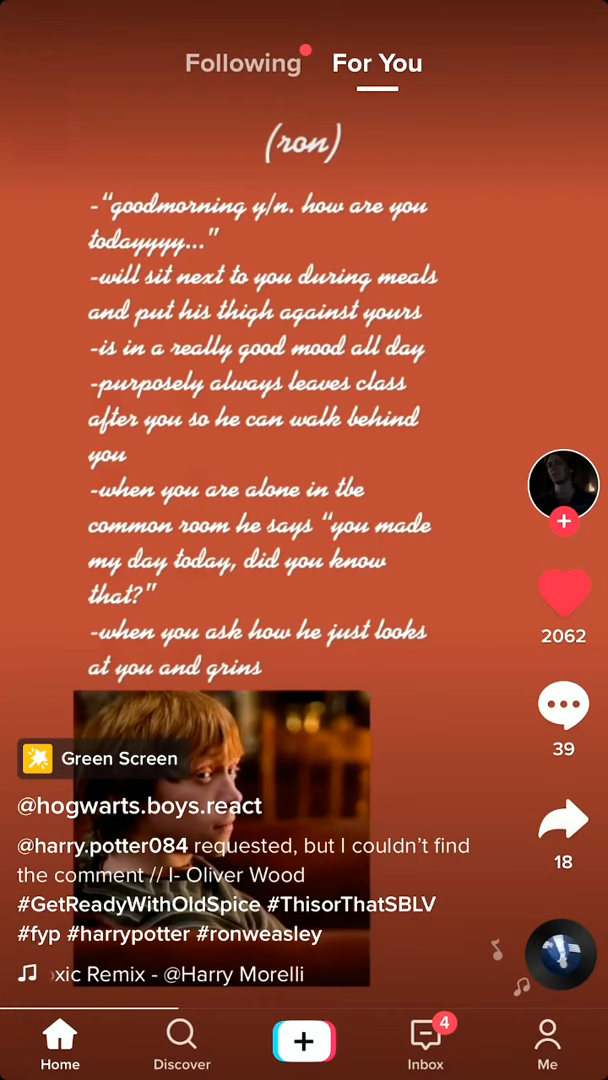 Following
For You
(ron)
-"goodmorning y/n. how are you
todayyyy..."
-will sit next to you during meals
and put his thigh against yours
-is in a really good mood all day
-purposely always leaves class
after you so he can walk behind
you
-when you are alone in tbe
common room he says "you made
my day today, did you know
that?"
-when you ask how he just looks
at you and grins
2062
39
18
Green Screen
@hogwarts.boys.react
@harry.potter084 requested, but I couldn't find
the comment // I- Oliver Wood
#GetReadyWithOldSpice #ThisorThatSBLV
#fyp #harrypotter #ronweasley
xic Remix - @Harry Morelli
Home
Discover
4
Inbox
Me